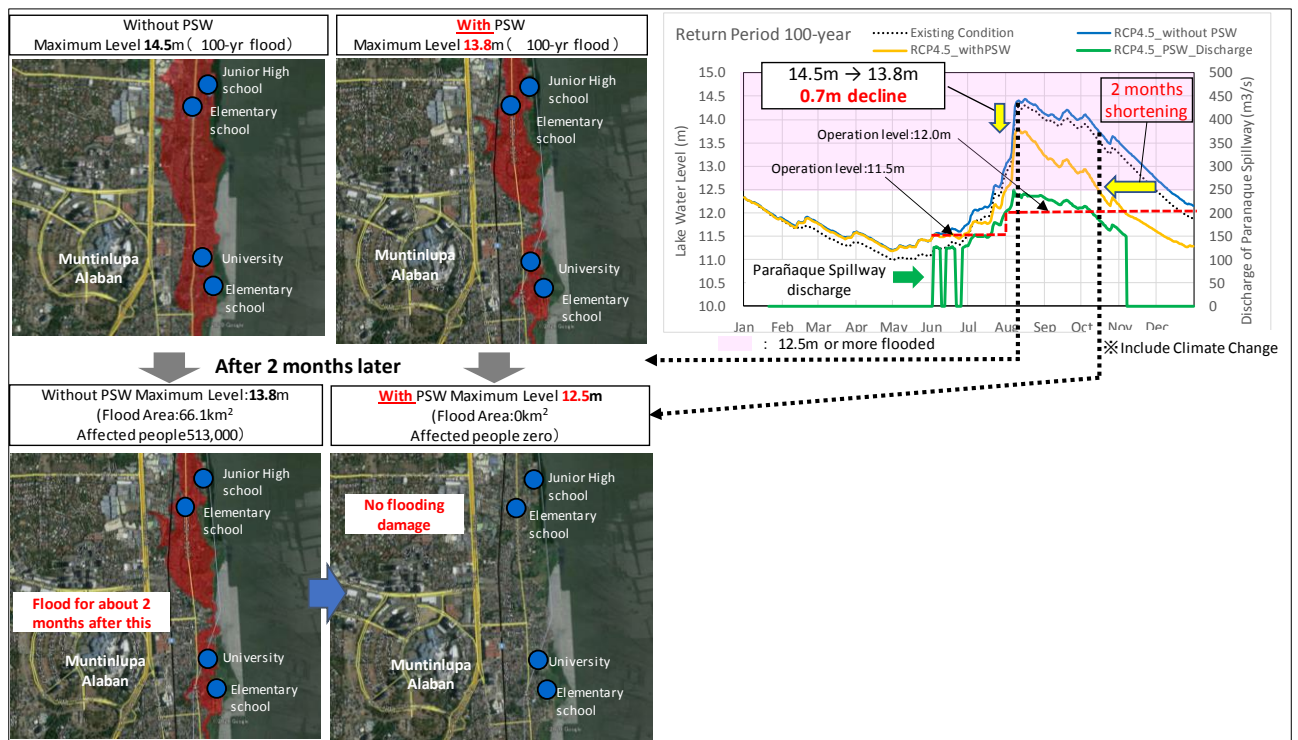 Without PSW
Maximum Level 14.5m( 100-yr flood)
With PSW
Maximum Level 13.8m( 100-yr flood)
Junior High
school
Elementary
school
Muntinlupa
Alaban
University
Elementary
school
Junior High
school
Elementary
school
Muntinlupa
Alaban
University
Elementary
school
Return Period 100-year
Existing Condition
RCP4.5_without PSW
RCP4.5_withPSW
RCP4.5_PSW_Discharge
14.5m → 13.8m
0.7m decline
2 months
shortening
Operation level:12.0m
Operation level:11.5m
Parañaque Spillway
discharge
Lake Water Level (m)
15.0
14.5
14.0
13.5
13.0
12.5
12.0
11.5
11.0
10.5
10.0
500
450
400
350
300
250
200
150
100
50
0
Discharge of Paranaque Spillway (m3/s)
Jan Feb Mar Apr May Jun Jul Aug Sep Oct Nov Dec
: 12.5m or more flooded
※Include Climate Change
After 2 months later
Without PSW Maximum Level:13.8m
(Flood Area:66.1km²
Affected people513,000)
With PSW Maximum Level 12.5m
(Flood Area:0km²
Affected people zero)
Junior High
school
Elementary
school
Flood for about 2
months after this
Muntinlupa
Alaban
University
Elementary
school
Junior High
school
Elementary
school
No flooding
damage
Muntinlupa
Alaban
University
Elementary
school